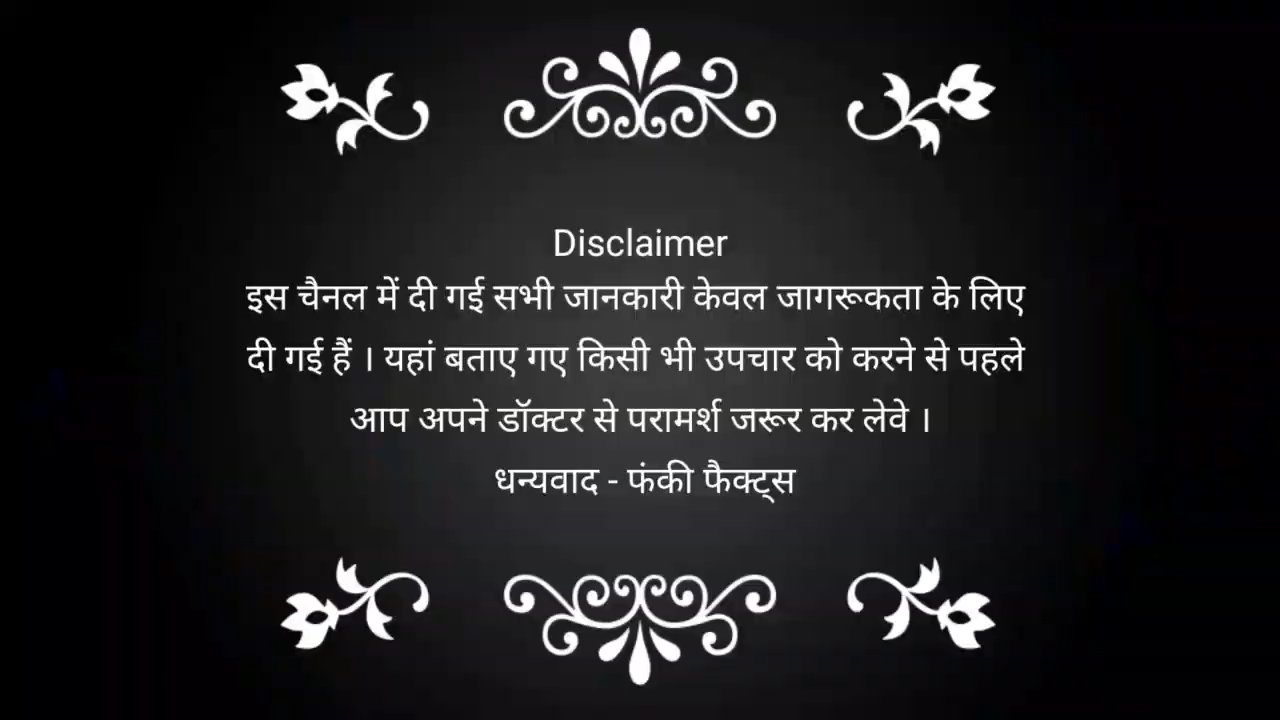 Disclaimer
इस चैनल में दी गई सभी जानकारी केवल जागरूकता के लिए
दी गई हैं । यहां बताए गए किसी भी उपचार को करने से पहले
आप अपने डॉक्टर से परामर्श जरूर कर लेवे ।
धन्यवाद - फंकी फैक्ट्स